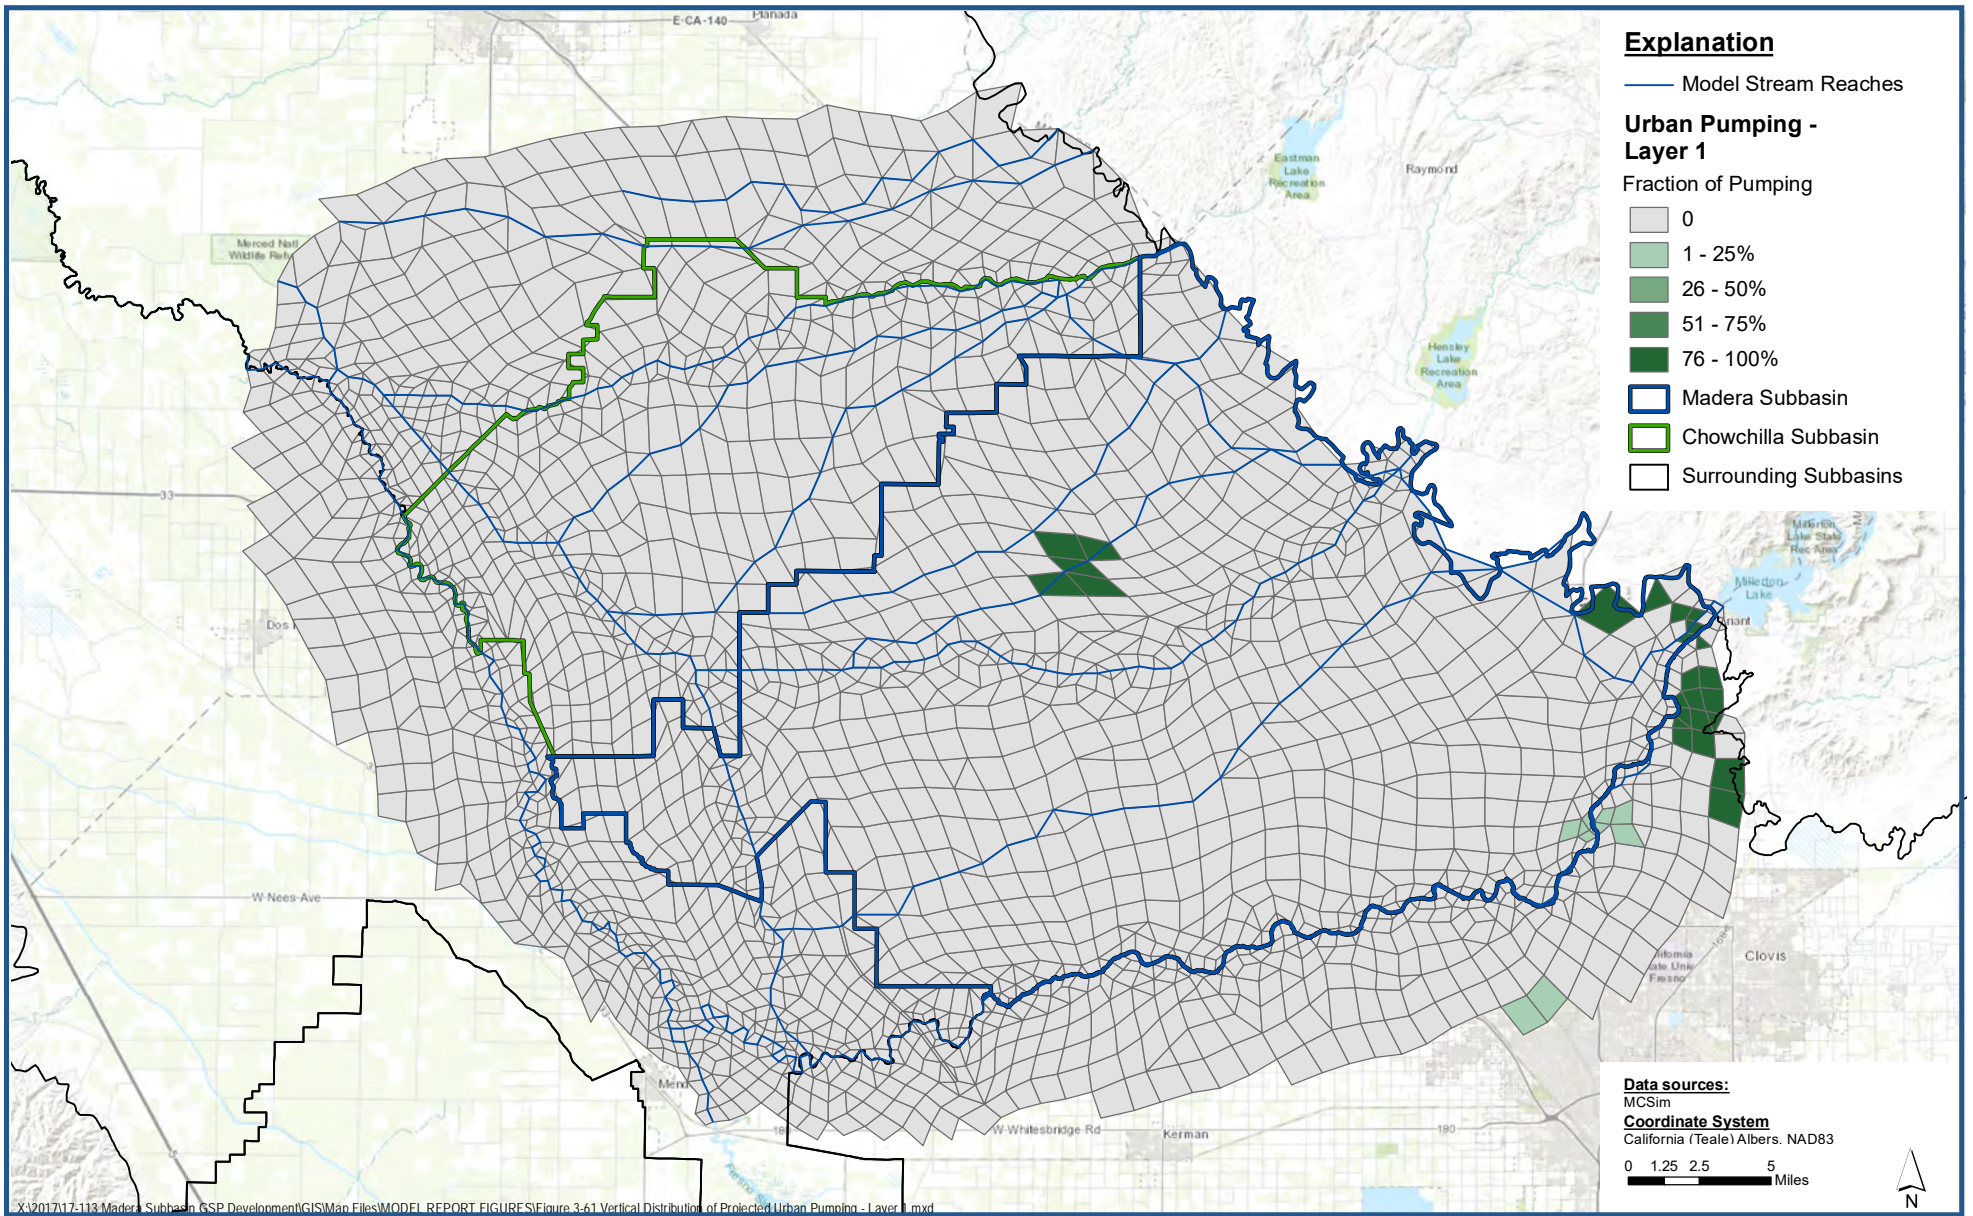 E-CA-140
Planada
Explanation
Model Stream Reaches
Urban Pumping -
Layer 1
Fraction of Pumping
0
1 - 25%
26 - 50%
51 - 75%
76 - 100%
Madera Subbasin
Chowchilla Subbasin
Surrounding Subbasins
Eastman
Lake
Recreation
Area
Raymond
Merced Natl
Wildlife
Hensley
Lake
Recreation
Area
33
Millerton
Lake State
Rec Area
Millerton
Lake
Dos
W Nees-Ave
Clovis
Fresno
Mend
180
W-Whitesbridge-Rd
Kerman
180
Fresno
Data sources:
MCSim
Coordinate System
California (Teale) Albers, NAD83
0 1.25 2.5 5
Miles
N
X:\2017\17-113 Madera Subbasin GSP Development\GIS\Map Files\MODEL REPORT FIGURES\Figure 3-61 Vertical Distribution of Projected Urban Pumping - Layer 1.mxd